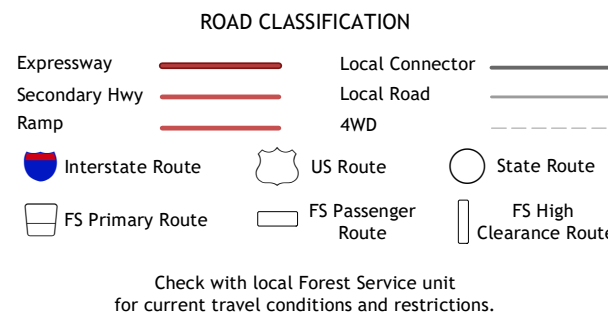 ROAD CLASSIFICATION
Expressway
Local Connector
Secondary Hwy
Local Road
Ramp
4WD
Interstate Route
US Route
State Route
FS Primary Route
FS Passenger
Route
FS High
Clearance Route
Check with local Forest Service unit
for current travel conditions and restrictions.